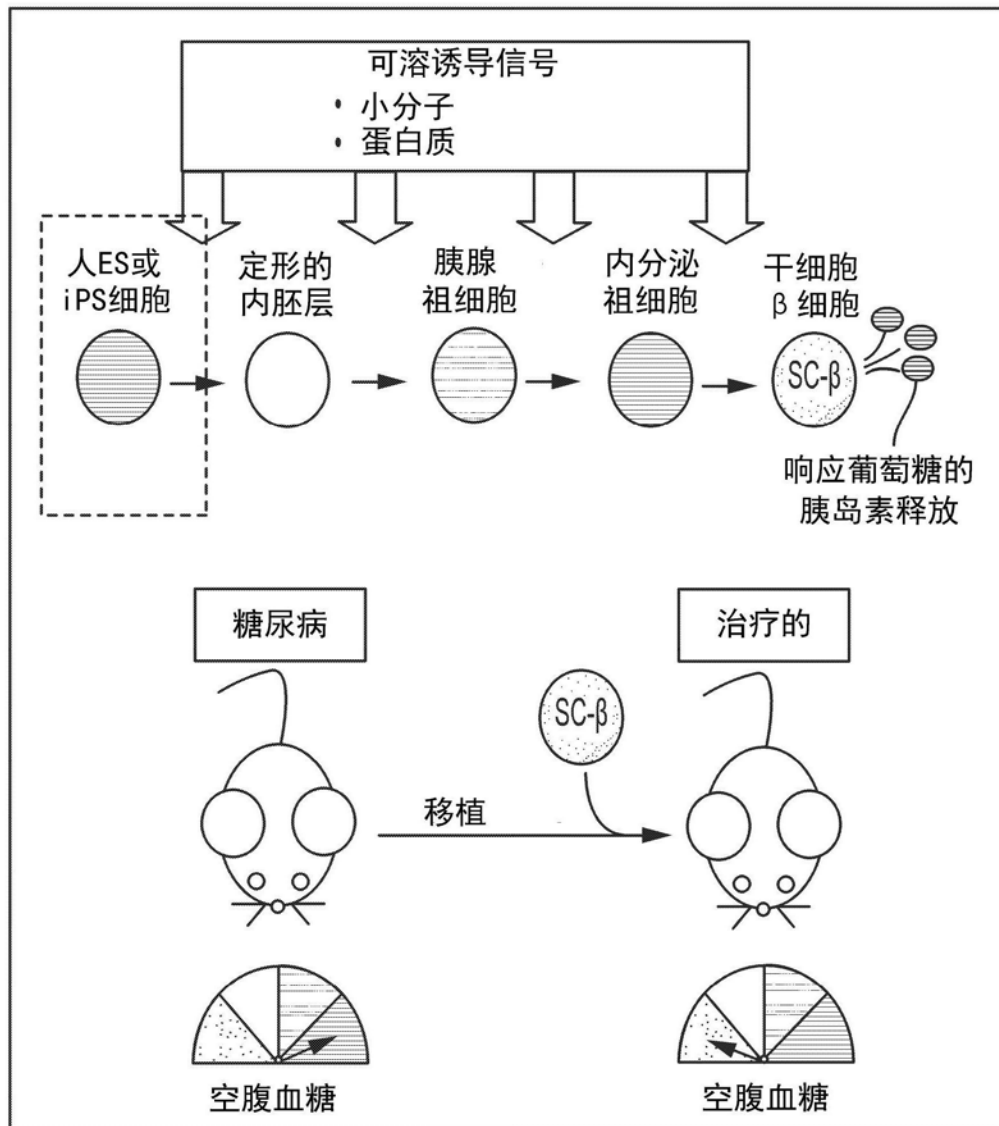 可溶诱导信号
• 小分子
• 蛋白质
人ES或
iPS细胞
定形的
内胚层
胰腺
祖细胞
内分泌
祖细胞
干细胞
β细胞
SC-β
响应葡萄糖的
胰岛素释放
糖尿病
治疗的
SC-β
移植
空腹血糖
空腹血糖